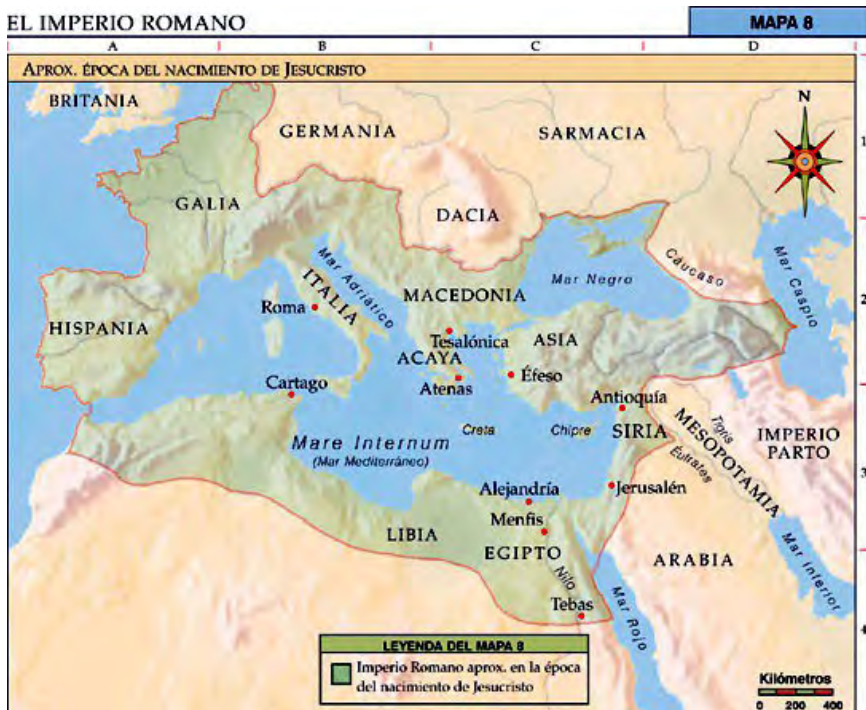 EL IMPERIO ROMANO
MAPA 8
A B C D
APROX. ÉPOCA DEL NACIMIENTO DE JESUCRISTO
BRITANIA
GERMANIA
SARMACIA
N
1
GALIA
DACIA
Mar Adriático
Mar Negro
Cáucaso
Mar Caspio
2
HISPANIA
Roma
ITALIA
MACEDONIA
Tesalónica
ASIA
ACAYA
Atenas
Éfeso
Cartago
Antioquía
Mare Internum
(Mar Mediterráneo)
Creta
Chipre
SIRIA
MESOPOTAMIA
Tigris
Éufrates
IMPERIO
PARTO
3
Alejandría
Jerusalén
Menfis
LIBIA
EGIPTO
Nilo
ARABIA
Mar Inferior
Tebas
Mar Rojo
4
LEYENDA DEL MAPA 8
Imperio Romano aprox. en la época
del nacimiento de Jesucristo
Kilómetros
0 200 400